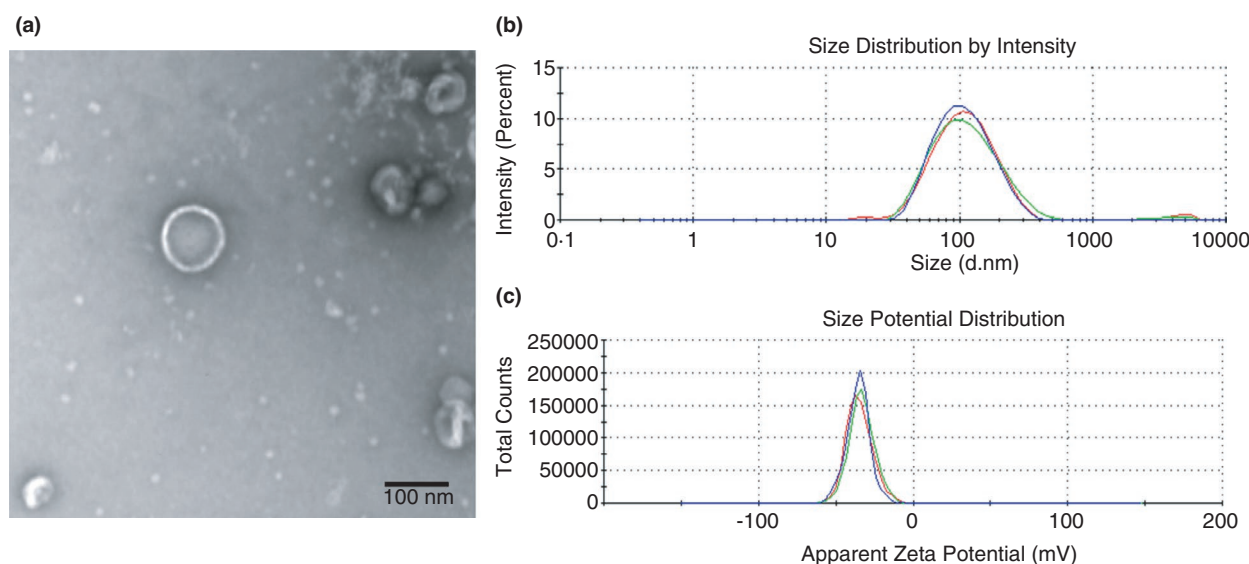 (a)
100 nm
(b)
Size Distribution by Intensity
Intensity (Percent)
15
10
5
0
0·1 1 10 100 1000 10000
Size (d.nm)
(c)
Size Potential Distribution
Total Counts
250000
200000
150000
100000
50000
0
-100 0 100 200
Apparent Zeta Potential (mV)